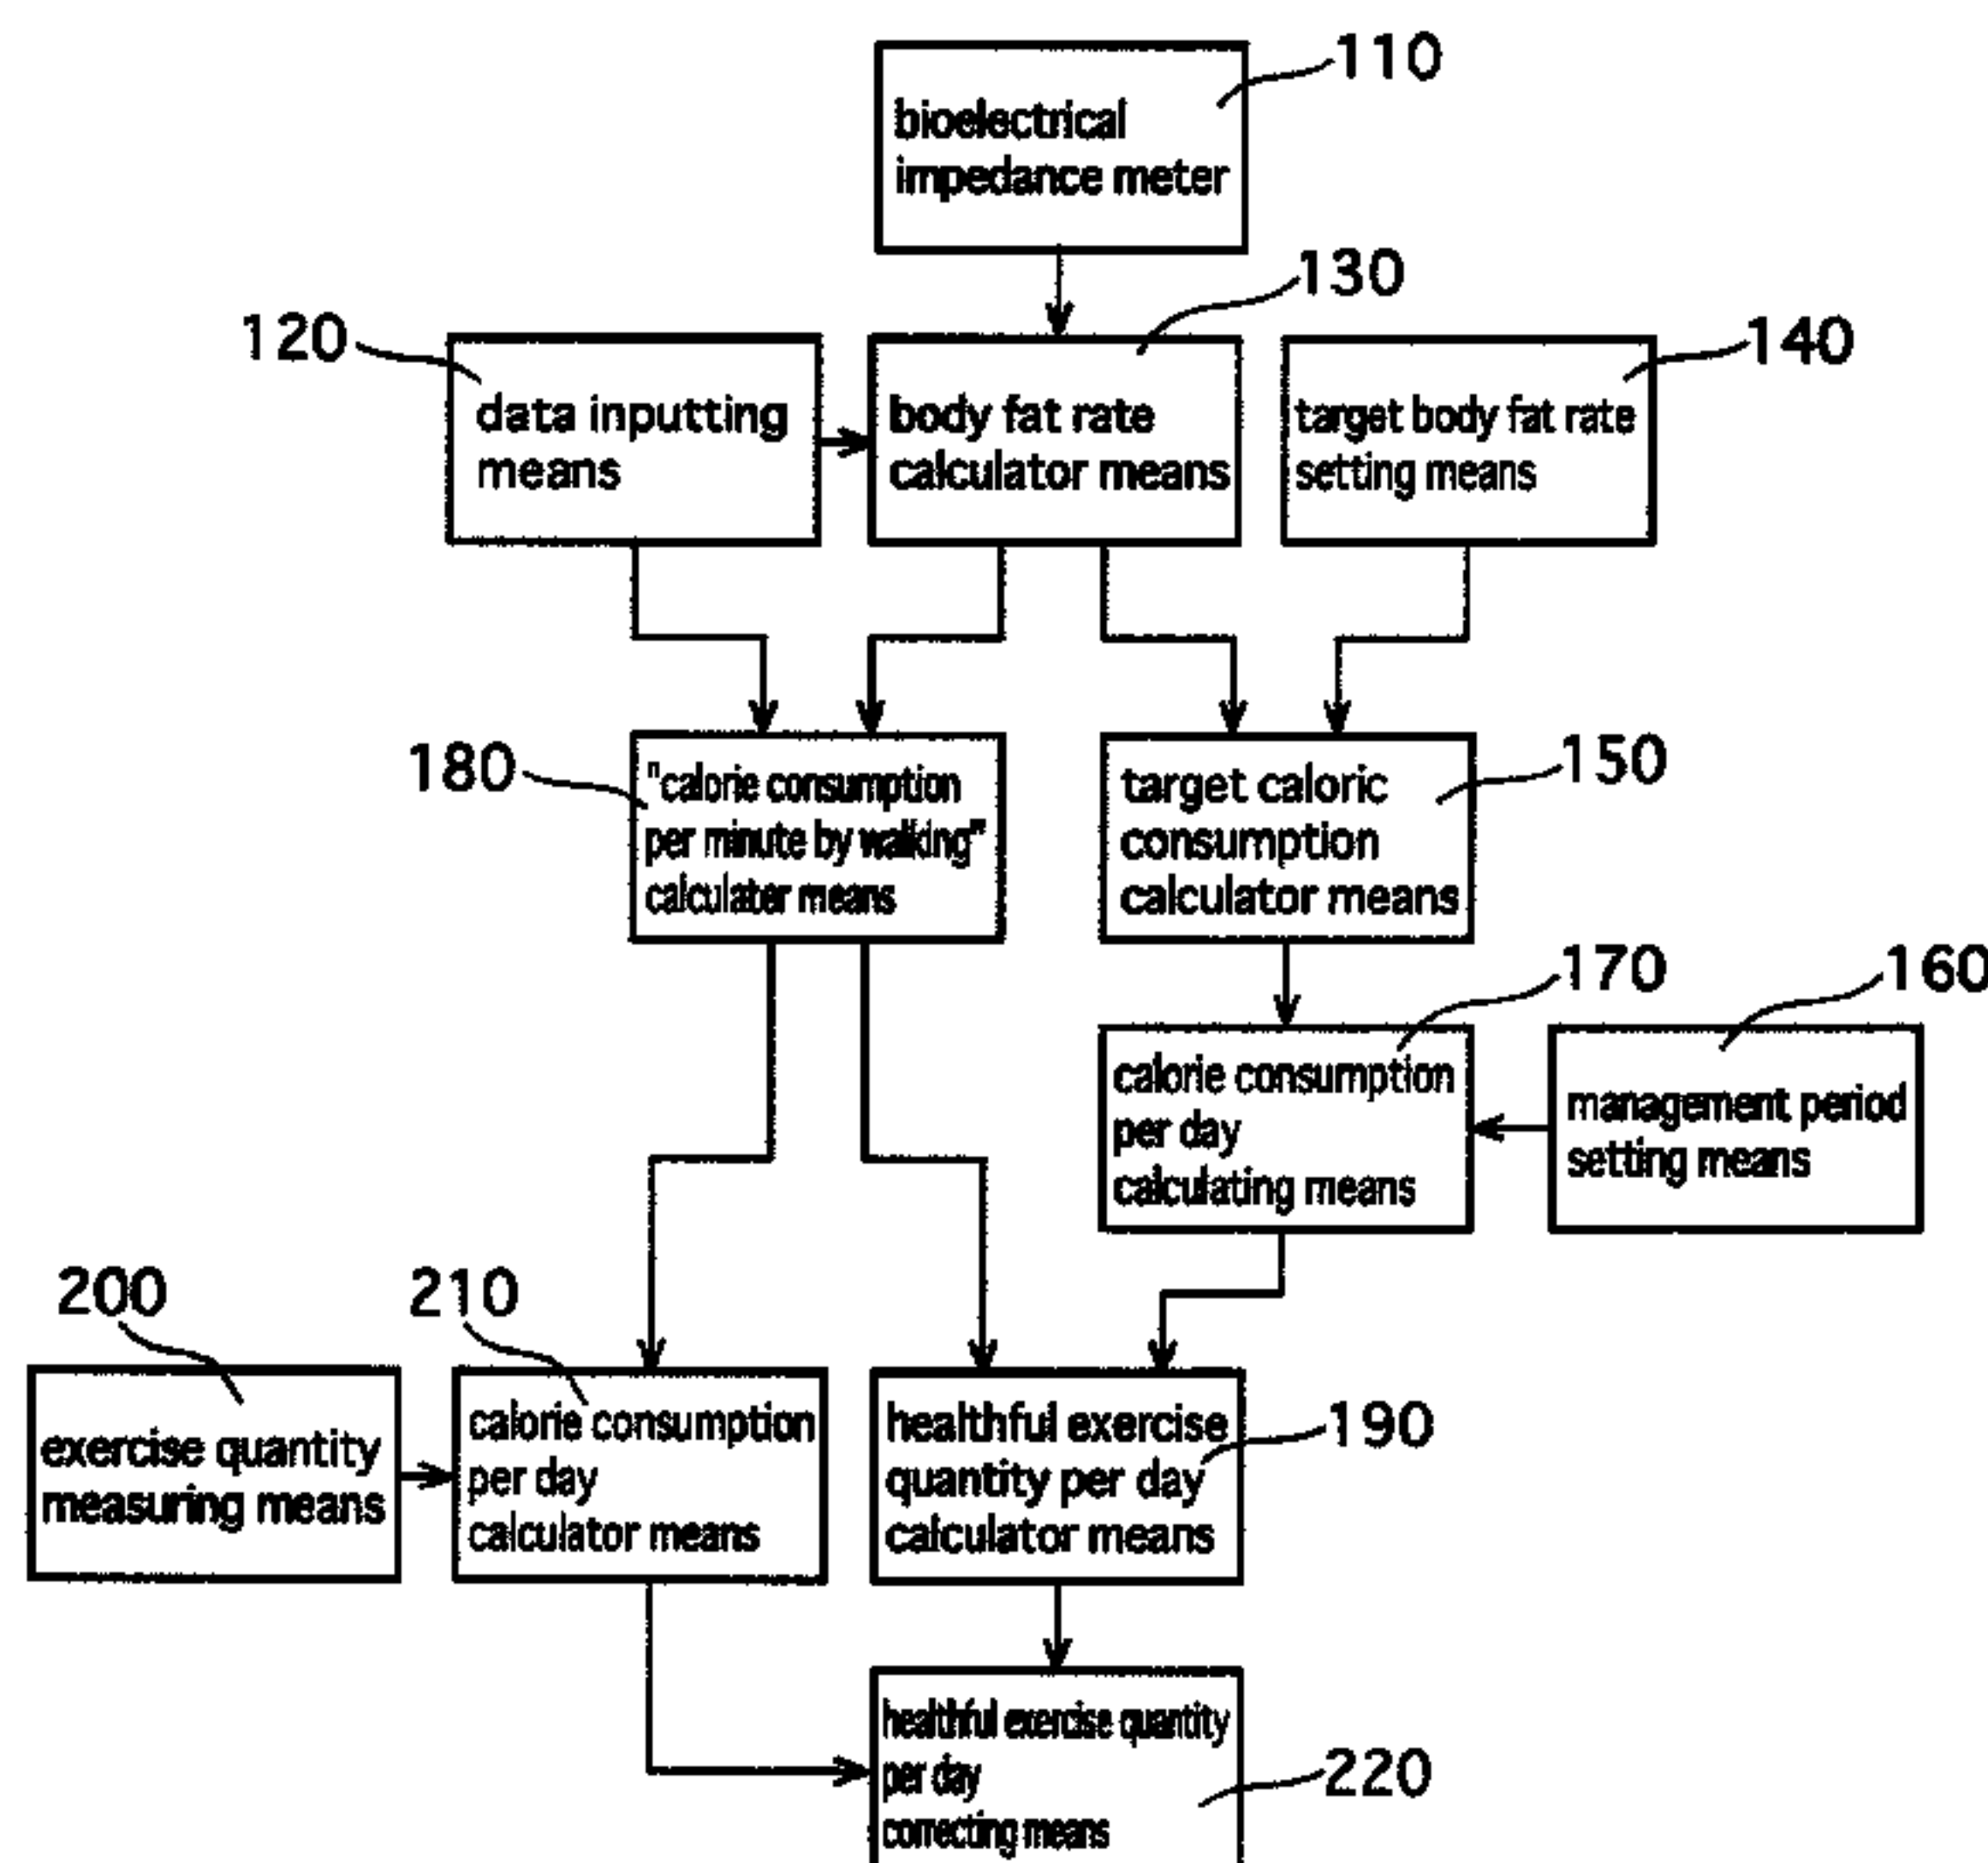 110
bioelectrical
impedance meter
130
120
140
data inputting
means
body fat rate
calculator means
target body fat rate
setting means
180
"calorie consumption
per minute by walking"
calculater means
150
target caloric
consumption
calculator means
170
160
calorie consumption
per day
calculating means
management period
setting means
200
210
exercise quantity
measuring means
calorie consumption
per day
calculator means
190
healthful exercise
quantity per day
calculator means
healthful exercise quantity
per day
correcting means
220